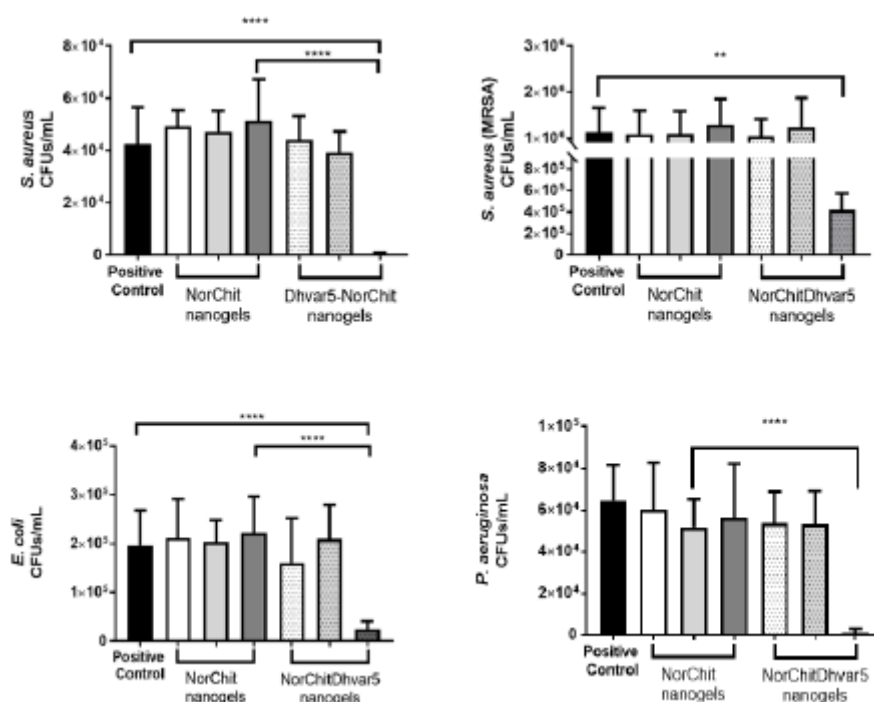 ****
****
8×10⁴
6×10⁴
4×10⁴
2×10⁴
0
S. aureus
CFUs/mL
Positive
Control
NorChit
nanogels
Dhvar5-NorChit
nanogels
**
3×10⁶
2×10⁶
1×10⁶
8×10⁵
6×10⁵
4×10⁵
2×10⁵
0
S. aureus (MRSA)
CFUs/mL
Positive
Control
NorChit
nanogels
NorChitDhvar5
nanogels
****
****
4×10⁵
3×10⁵
2×10⁵
1×10⁵
0
E. coli
CFUs/mL
Positive
Control
NorChit
nanogels
NorChitDhvar5
nanogels
****
1×10⁵
8×10⁴
6×10⁴
4×10⁴
2×10⁴
0
P. aeruginosa
CFUs/mL
Positive
Control
NorChit
nanogels
NorChitDhvar5
nanogels